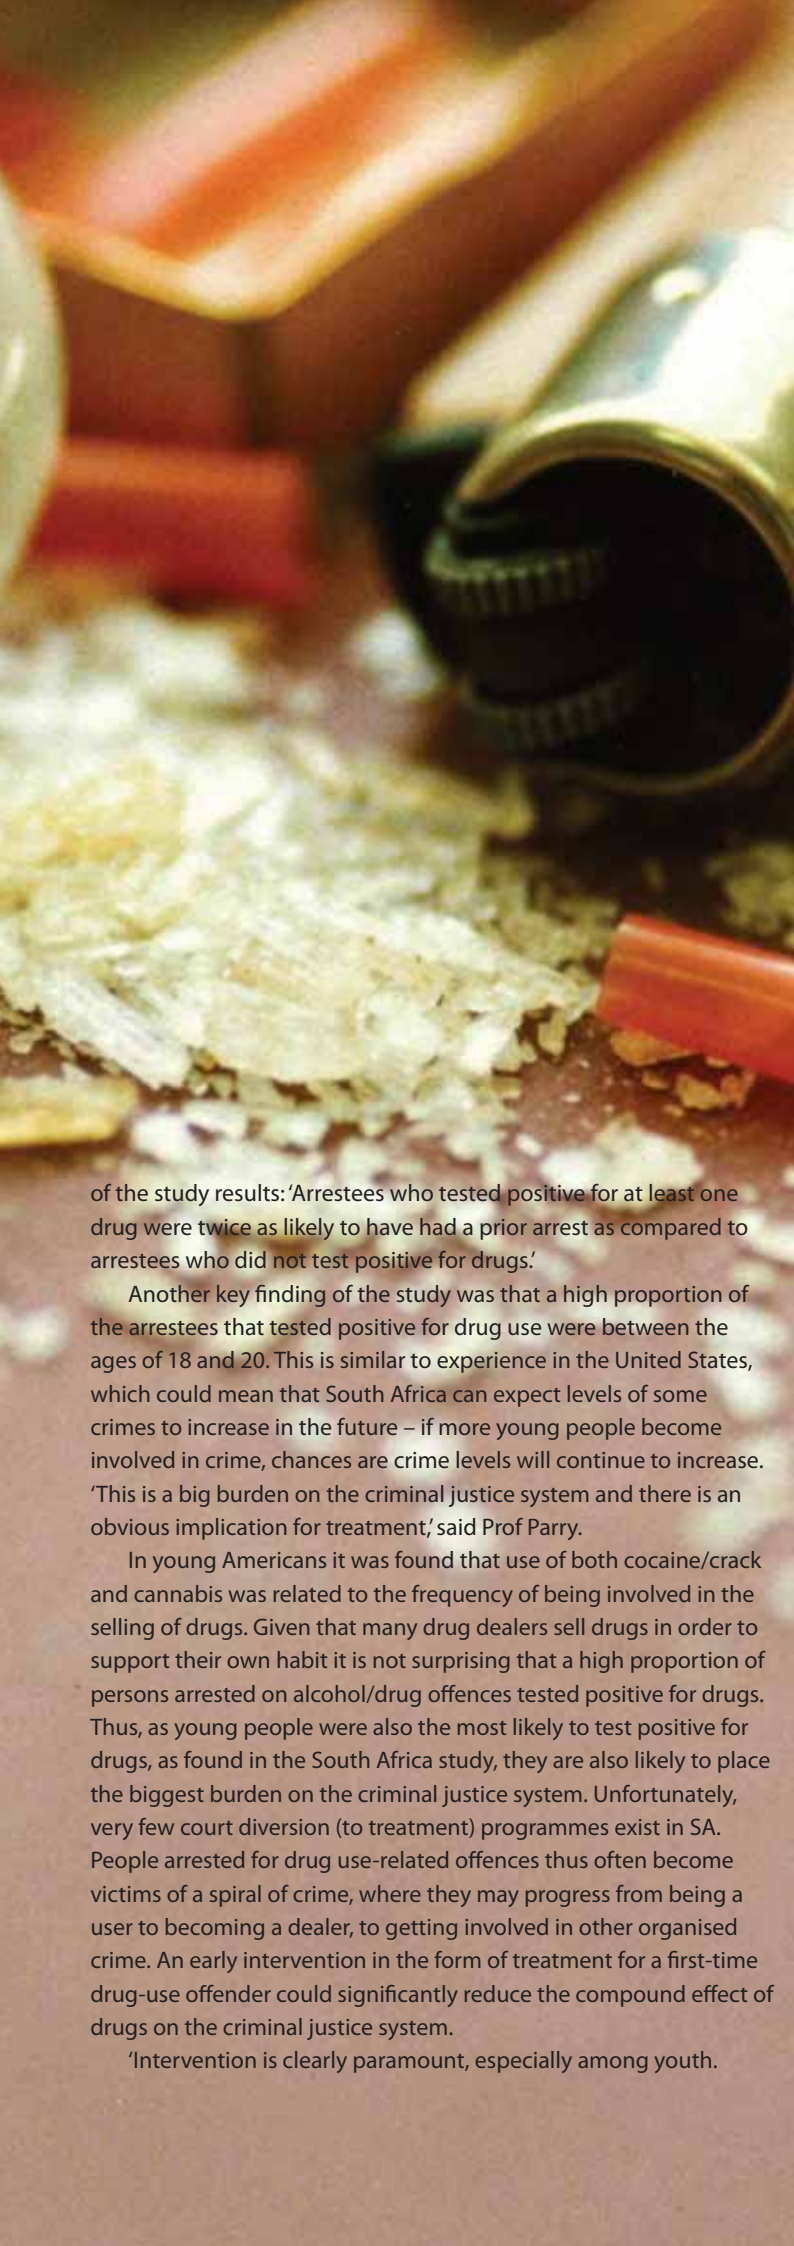 of the study results: ‘Arrestees who tested positive for at least one
drug were twice as likely to have had a prior arrest as compared to
arrestees who did not test positive for drugs.’
Another key finding of the study was that a high proportion of
the arrestees that tested positive for drug use were between the
ages of 18 and 20. This is similar to experience in the United States,
which could mean that South Africa can expect levels of some
crimes to increase in the future – if more young people become
involved in crime, chances are crime levels will continue to increase.
‘This is a big burden on the criminal justice system and there is an
obvious implication for treatment,’ said Prof Parry.
In young Americans it was found that use of both cocaine/crack
and cannabis was related to the frequency of being involved in the
selling of drugs. Given that many drug dealers sell drugs in order to
support their own habit it is not surprising that a high proportion of
persons arrested on alcohol/drug offences tested positive for drugs.
Thus, as young people were also the most likely to test positive for
drugs, as found in the South Africa study, they are also likely to place
the biggest burden on the criminal justice system. Unfortunately,
very few court diversion (to treatment) programmes exist in SA.
People arrested for drug use-related offences thus often become
victims of a spiral of crime, where they may progress from being a
user to becoming a dealer, to getting involved in other organised
crime. An early intervention in the form of treatment for a first-time
drug-use offender could significantly reduce the compound effect of
drugs on the criminal justice system.
‘Intervention is clearly paramount, especially among youth.